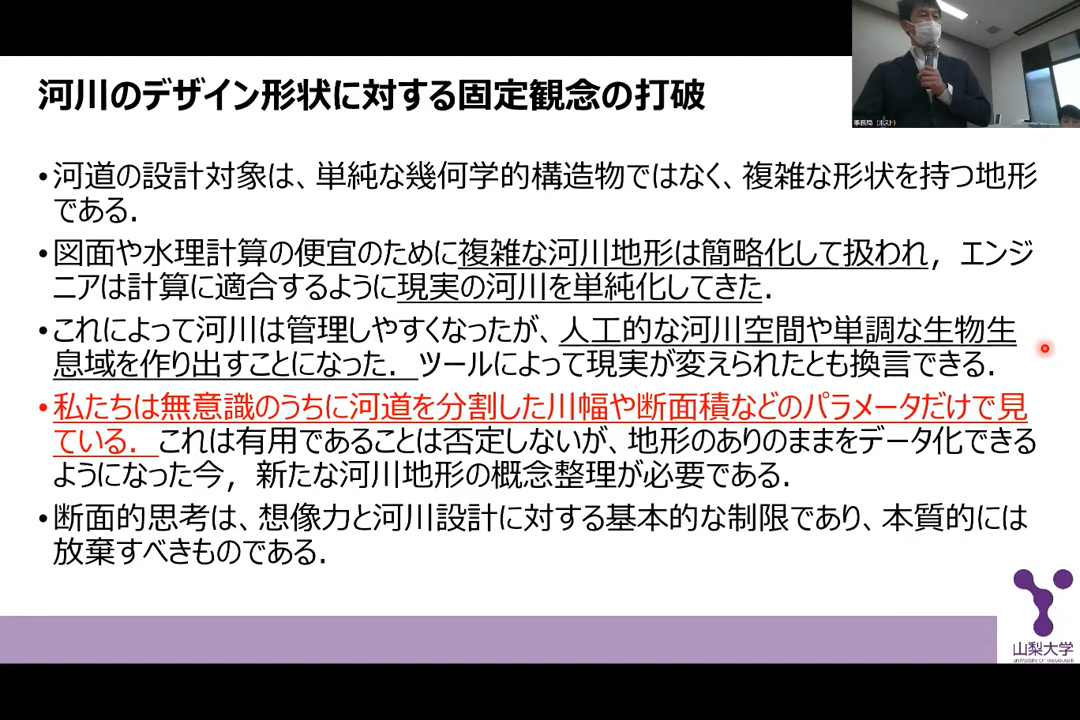 事務局(ホスト)
河川のデザイン形状に対する固定観念の打破
•河道の設計対象は、単純な幾何学的構造物ではなく、複雑な形状を持つ地形
である.
•図面や水理計算の便宜のために複雑な河川地形は簡略化して扱われ，エンジ
ニアは計算に適合するように現実の河川を単純化してきた.
•これによって河川は管理しやすくなったが、人工的な河川空間や単調な生物生
息域を作り出すことになった．ツールによって現実が変えられたとも換言できる.
•私たちは無意識のうちに河道を分割した川幅や断面積などのパラメータだけで見
ている．これは有用であることは否定しないが、地形のありのままをデータ化できる
ようになった今，新たな河川地形の概念整理が必要である.
•断面的思考は、想像力と河川設計に対する基本的な制限であり、本質的には
放棄すべきものである.
山梨大学
UNIVERSITY OF YAMANASHI